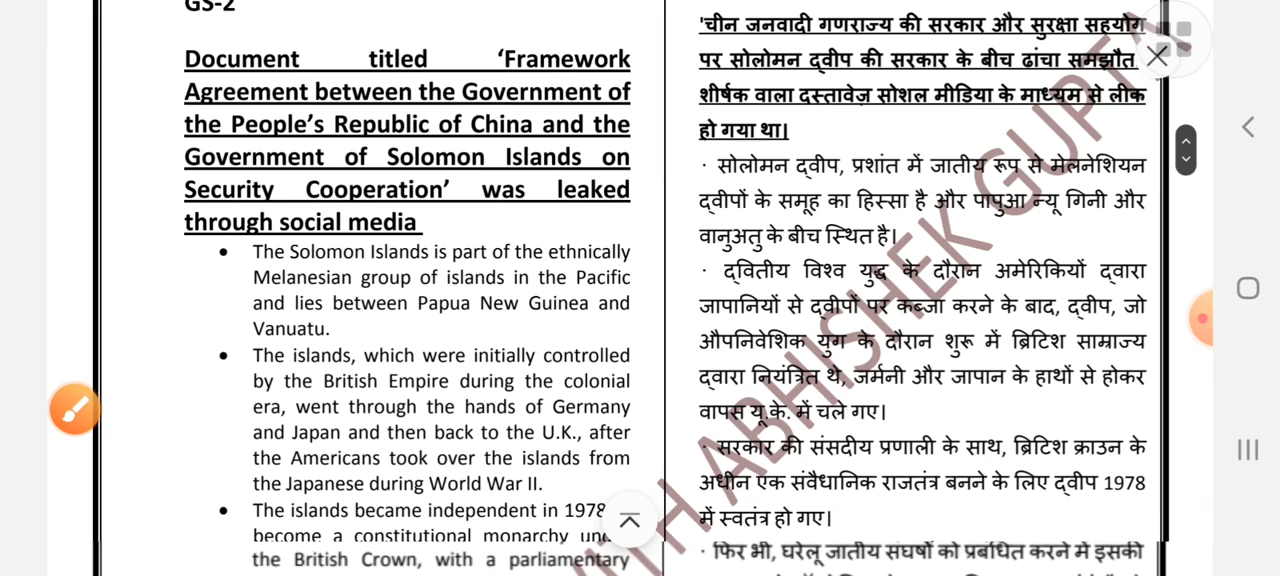 GS-2
Document titled ‘Framework
Agreement between the Government of
the People’s Republic of China and the
Government of Solomon Islands on
Security Cooperation’ was leaked
through social media
• The Solomon Islands is part of the ethnically
Melanesian group of islands in the Pacific
and lies between Papua New Guinea and
Vanuatu.
• The islands, which were initially controlled
by the British Empire during the colonial
era, went through the hands of Germany
and Japan and then back to the U.K., after
the Americans took over the islands from
the Japanese during World War II.
• The islands became independent in 1978
become a constitutional monarchy
the British Crown, with a parliamentary
'चीन जनवादी गणराज्य की सरकार और सुरक्षा सहयोग
पर सोलोमन द्वीप की सरकार के बीच ढांचा समझौत
शीर्षक वाला दस्तावेज़ सोशल मीडिया के माध्यम से लीक
हो गया था।
· सोलोमन द्वीप, प्रशांत में जातीय रूप से मेलनेशियन
द्वीपों के समूह का हिस्सा है और पापुआ न्यू गिनी और
वानुअतु के बीच स्थित है।
· द्वितीय विश्व युद्ध के दौरान अमेरिकियों द्वारा
जापानियों से द्वीपों पर कब्जा करने के बाद, द्वीप, जो
औपनिवेशिक युग के दौरान शुरू में ब्रिटिश साम्राज्य
द्वारा नियंत्रित थे, जर्मनी और जापान के हाथों से होकर
वापस यू.के. में चले गए।
· सरकार की संसदीय प्रणाली के साथ, ब्रिटिश क्राउन के
अधीन एक संवैधानिक राजतंत्र बनने के लिए द्वीप 1978
में स्वतंत्र हो गए।
· फिर भी, घरेलू जातीय संघर्षों को प्रबंधित करने में इसकी
WITH ABHISHEK GUPTA